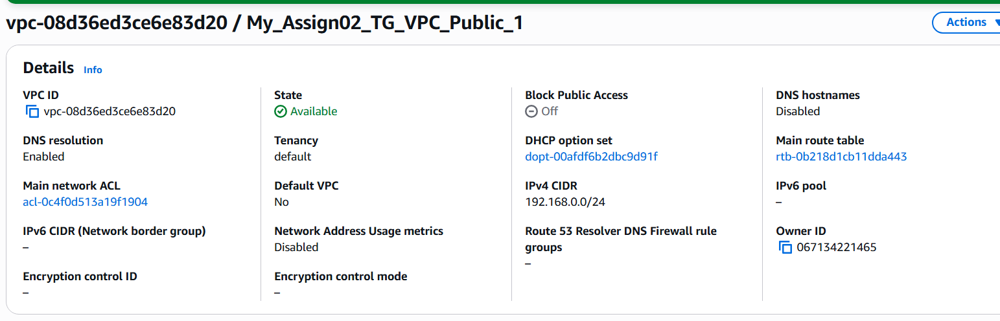 vpc-08d36ed3ce6e83d20 / My_Assign02_TG_VPC_Public_1
Actions
Details Info
VPC ID
vpc-08d36ed3ce6e83d20
State
Available
Block Public Access
Off
DNS hostnames
Disabled
DNS resolution
Enabled
Tenancy
default
DHCP option set
dopt-00afdf6b2dbc9d91f
Main route table
rtb-0b218d1cb11dda443
Main network ACL
acl-0c4f0d513a19f1904
Default VPC
No
IPv4 CIDR
192.168.0.0/24
IPv6 pool
–
IPv6 CIDR (Network border group)
–
Network Address Usage metrics
Disabled
Route 53 Resolver DNS Firewall rule
groups
–
Owner ID
067134221465
Encryption control ID
–
Encryption control mode
–